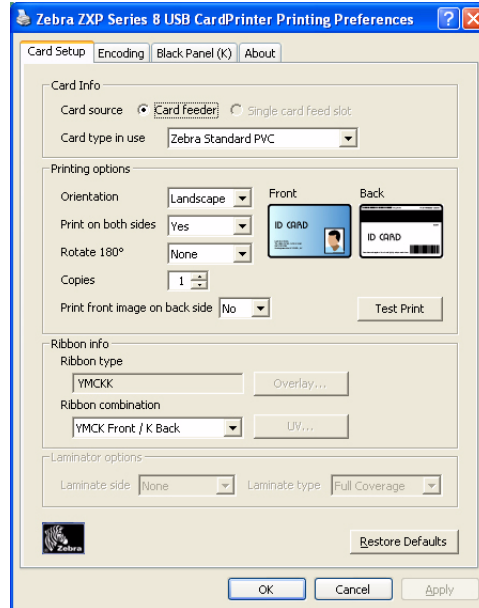 Zebra ZXP Series 8 USB CardPrinter Printing Preferences
Card Setup Encoding Black Panel (K) About
Card Info
Card source Card feeder Single card feed slot
Card type in use Zebra Standard PVC
Printing options
Orientation Landscape Front Back
Print on both sides Yes
ID CARD ID CARD
Rotate 180° None
Copies 1
Print front image on back side No Test Print
Ribbon info
Ribbon type
YMCKK Overlay...
Ribbon combination
YMCK Front / K Back UV...
Laminator options
Laminate side None Laminate type Full Coverage
Zebra Restore Defaults
OK Cancel Apply